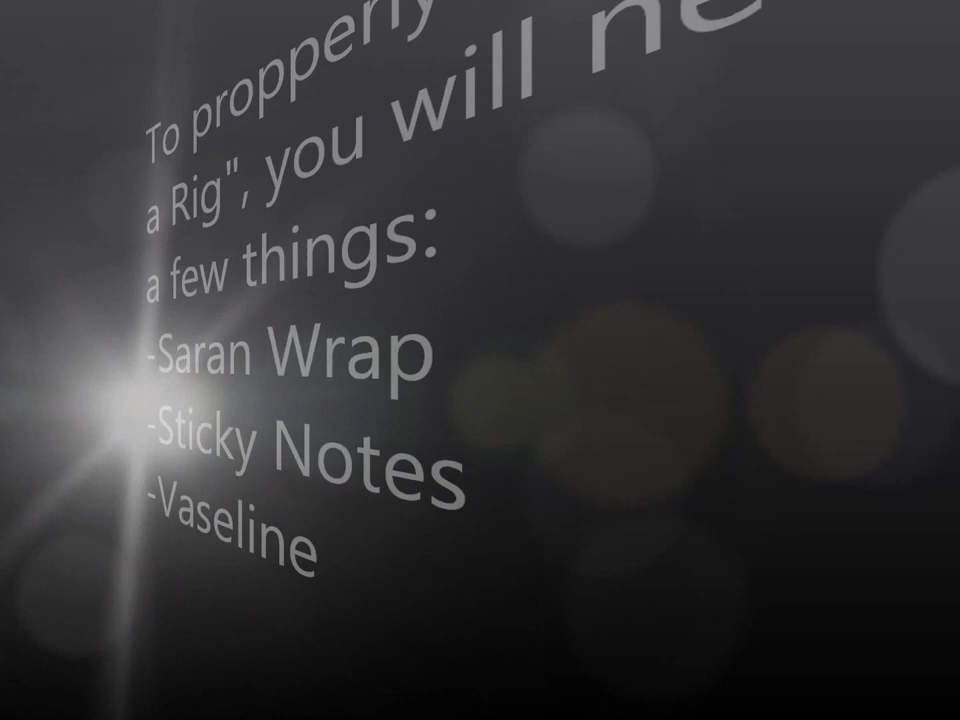 To propperly
a Rig", you will ne
a few things:
-Saran Wrap
-Sticky Notes
-Vaseline